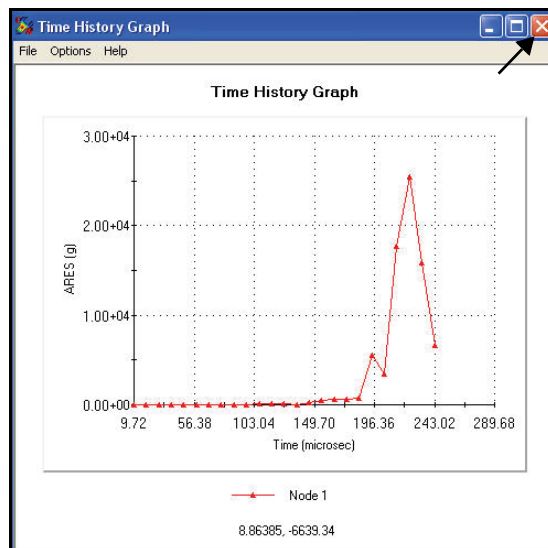 Time History Graph
File Options Help
Time History Graph
3.00+04
2.00+04
1.00+04
0.00+00
ARES (g)
9.72 56.38 103.04 149.70 196.36 243.02 289.68
Time (microsec)
Node 1
8.86385, -6639.34